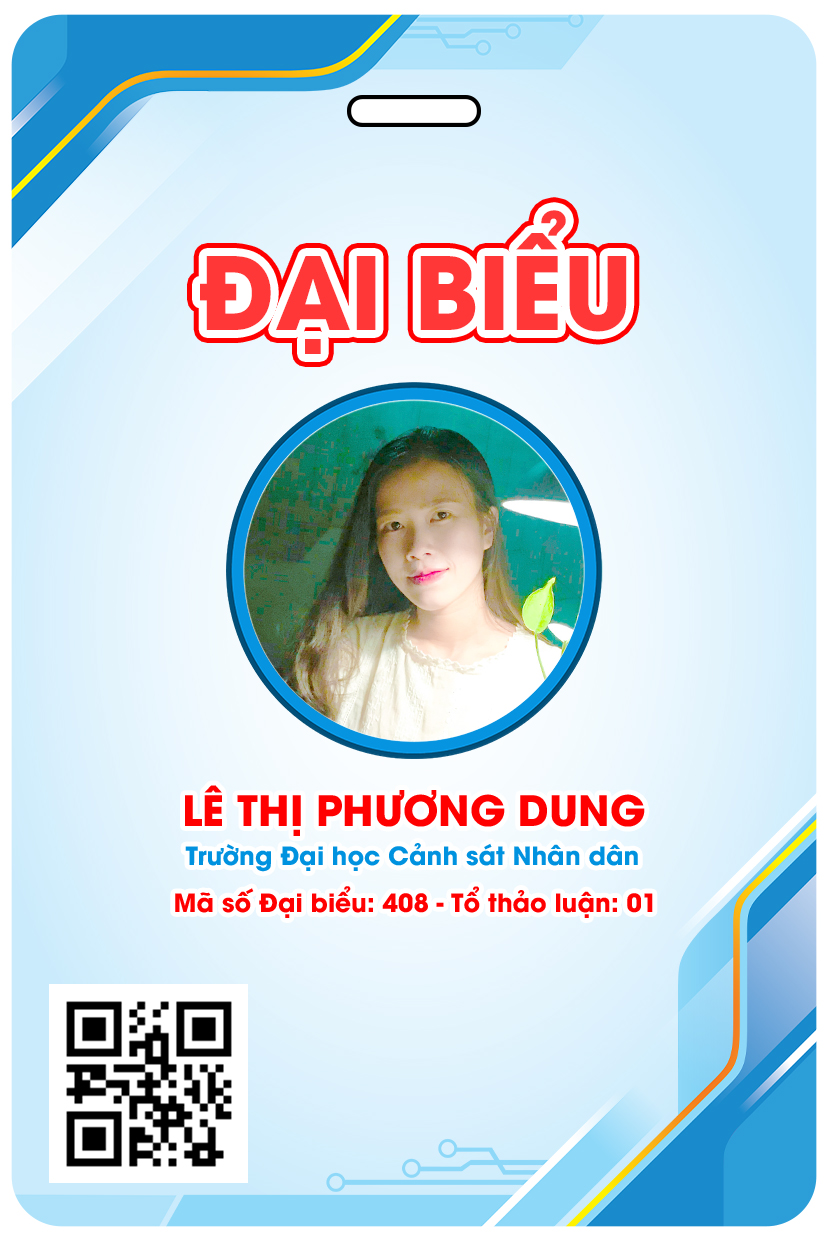 ĐẠI BIỂU
LÊ THỊ PHƯƠNG DUNG
Trường Đại học Cảnh sát Nhân dân
Mã số Đại biểu: 408 - Tổ thảo luận: 01